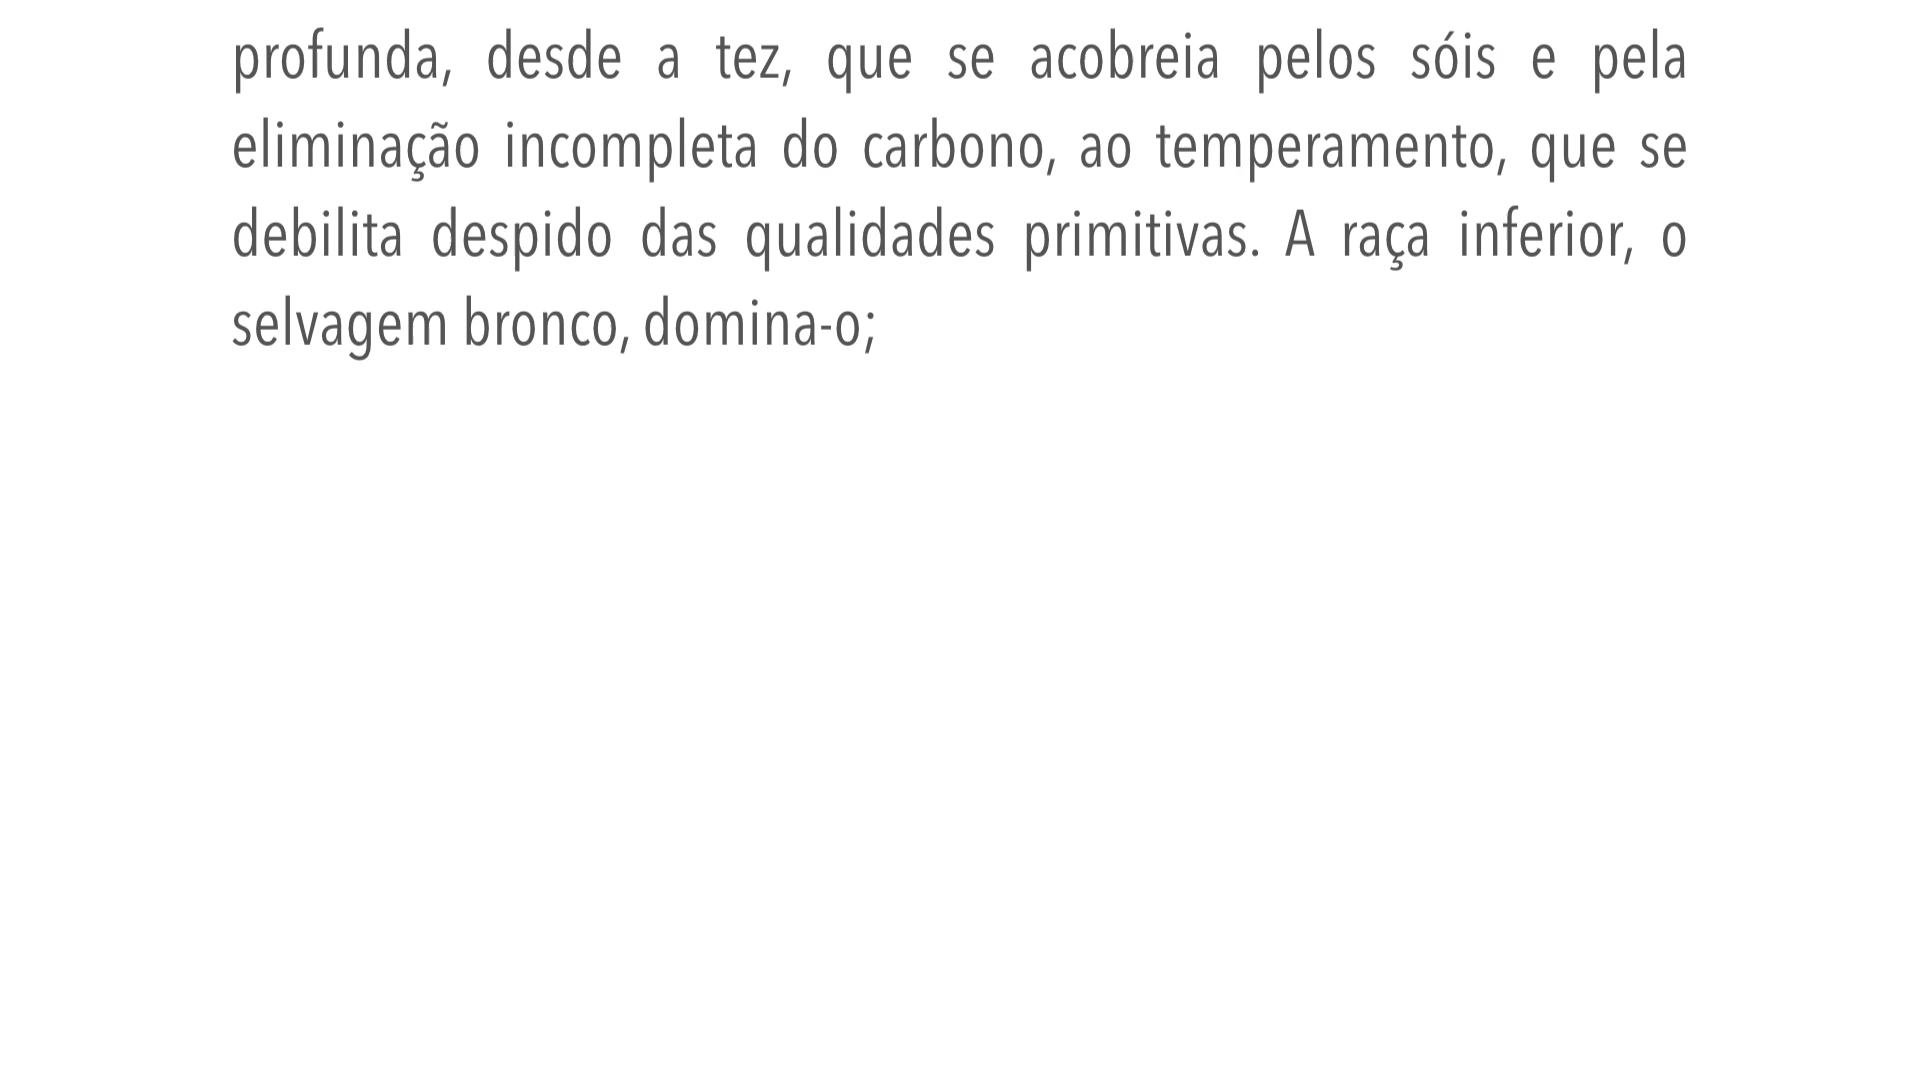 profunda, desde a tez, que se acobreia pelos sóis e pela
eliminação incompleta do carbono, ao temperamento, que se
debilita despido das qualidades primitivas. A raça inferior, o
selvagem bronco, domina-o;